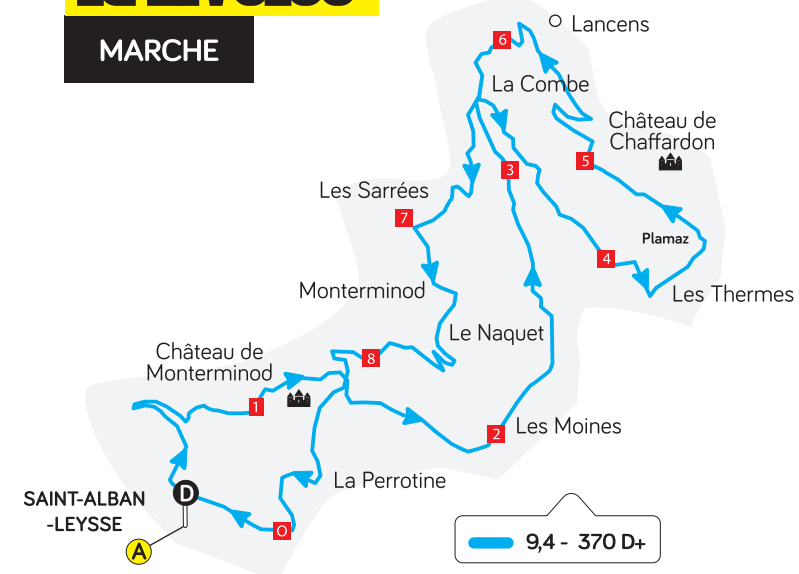 MARCHE
Lancens
6
La Combe
Château de
Chaffardon
5
3
Les Sarrées
7
Plamaz
4
Les Thermes
Monterminod
Le Naquet
Château de
Monterminod
8
1
Les Moines
2
La Perrotine
SAINT-ALBAN
-LEYSSE
D
O
A
9,4 - 370 D+